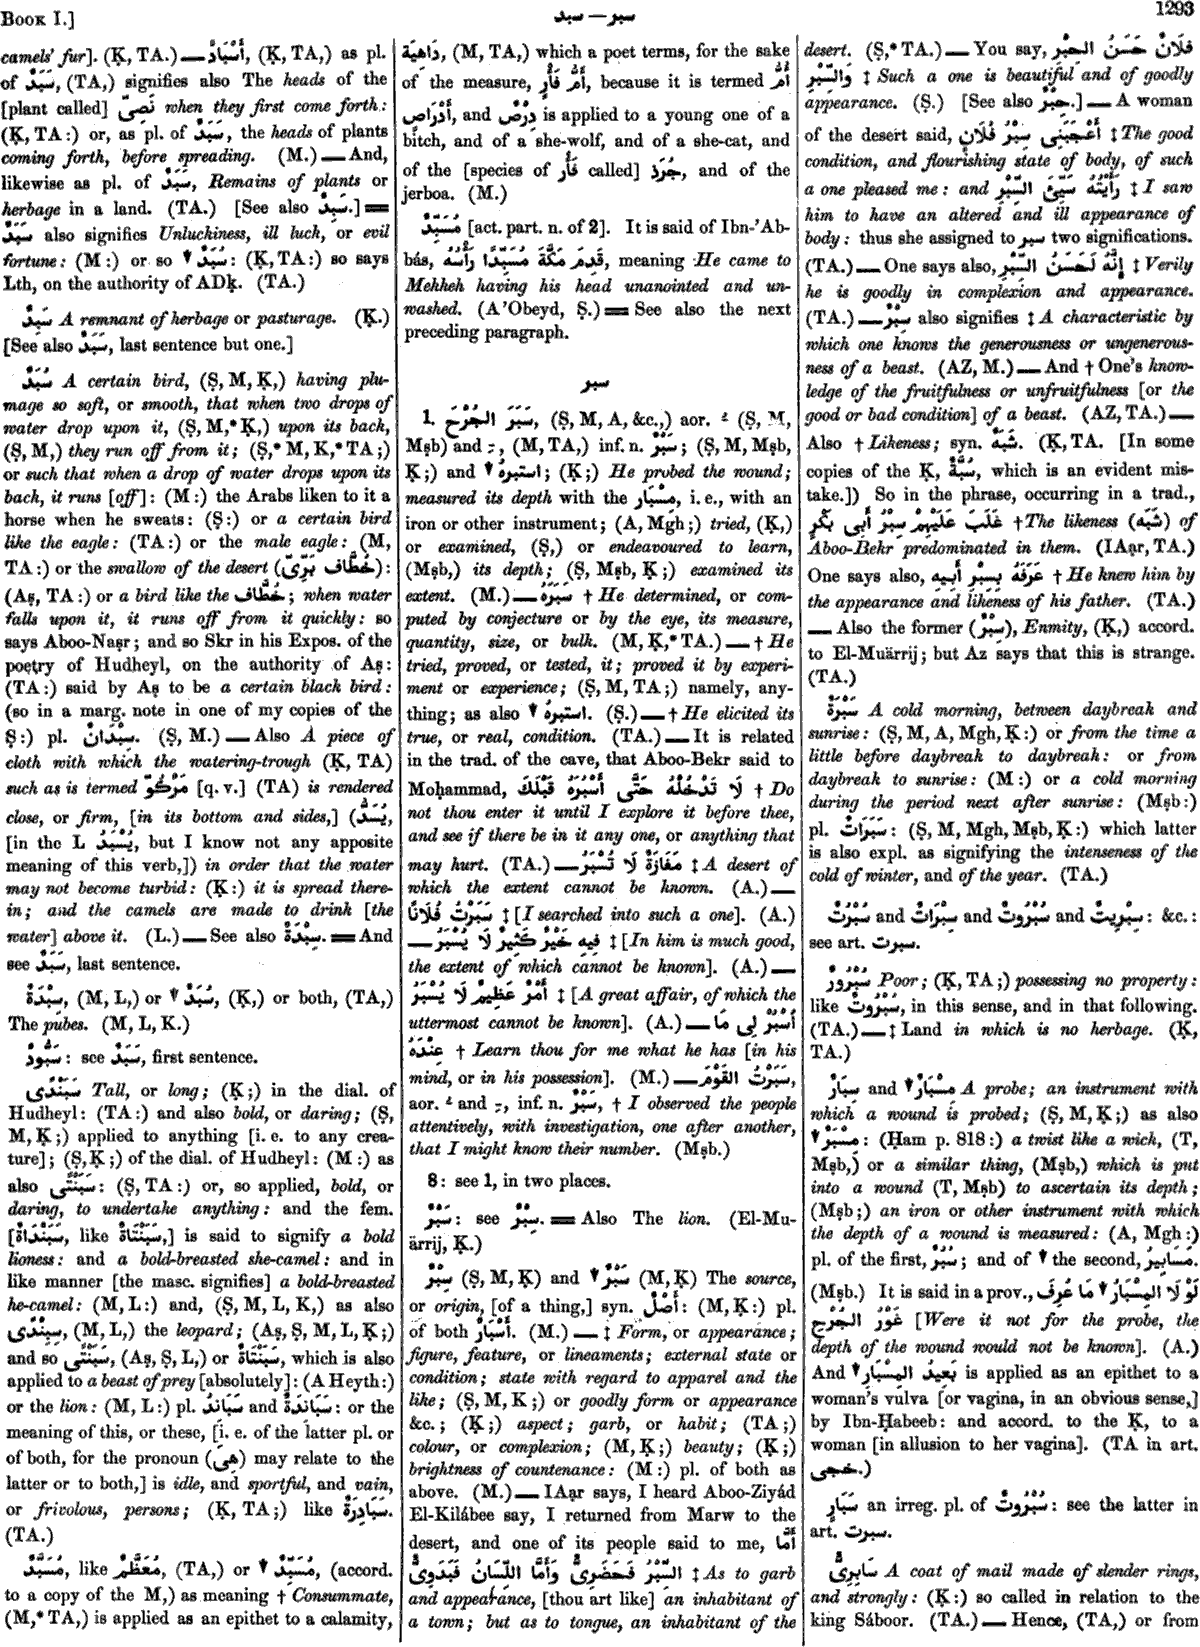 BOOK I.]
سبد — سبر
1293
camels' fur]. (Ḳ, TA.) — أَسْبَادٌ, (Ḳ, TA,) as pl.
of سَبَدٌ, (TA,) signifies also The heads of the
[plant called] نَصِىّ when they first come forth:
(Ḳ, TA:) or, as pl. of سَبَدٌ, the heads of plants
coming forth, before spreading. (M.) — And,
likewise as pl. of سَبَدٌ, Remains of plants or
herbage in a land. (TA.) [See also سَبِدٌ.] ═
سَبَدٌ also signifies Unluckiness, ill luck, or evil
fortune: (M:) or so ▼ سُبَدٌ: (Ḳ, TA:) so says
Lth, on the authority of ADḳ. (TA.)
سَبِدٌ A remnant of herbage or pasturage. (Ḳ.)
[See also سَبَدٌ, last sentence but one.]
سُبَدٌ A certain bird, (Ṣ, M, Ḳ,) having plu-
mage so soft, or smooth, that when two drops of
water drop upon it, (Ṣ, M,* Ḳ,) upon its back,
(Ṣ, M,) they run off from it; (Ṣ,* M, Ḳ,* TA;)
or such that when a drop of water drops upon its
back, it runs [off]: (M:) the Arabs liken to it a
horse when he sweats: (Ṣ:) or a certain bird
like the eagle: (TA:) or the male eagle: (M,
TA:) or the swallow of the desert (خُطَّاف بَرِّىّ):
(Aṣ, TA:) or a bird like the خُطَّاف; when water
falls upon it, it runs off from it quickly: so
says Aboo-Naṣr; and so Skr in his Expos. of the
poetry of Hudheyl, on the authority of Aṣ:
(TA:) said by Aṣ to be a certain black bird:
(so in a marg. note in one of my copies of the
Ṣ:) pl. سِبْدَانٌ. (Ṣ, M.) — Also A piece of
cloth with which the watering-trough (Ḳ, TA)
such as is termed مَرْكُوّ [q. v.] (TA) is rendered
close, or firm, [in its bottom and sides,] (يُسَدُّ,
[in the L يُسْبَدُ, but I know not any apposite
meaning of this verb,]) in order that the water
may not become turbid: (Ḳ:) it is spread there-
in; and the camels are made to drink [the
water] above it. (L.) — See also سِبْدَةٌ. ═ And
see سَبَدٌ, last sentence.
سُبْدَةٌ, (M, L,) or ▼ سُبَدٌ, (Ḳ,) or both, (TA,)
The pubes. (M, L, K.)
سَبُّودٌ: see سَبَدٌ, first sentence.
سَبَنْدًى Tall, or long; (Ḳ;) in the dial. of
Hudheyl: (TA:) and also bold, or daring; (Ṣ,
M, Ḳ;) applied to anything [i. e. to any crea-
ture]; (Ṣ, Ḳ;) of the dial. of Hudheyl: (M:) as
also سَبَنْتًى: (Ṣ, TA:) or, so applied, bold, or
daring, to undertake anything: and the fem.
[سَبَنْدَاةٌ, like سَبَنْتَاةٌ,] is said to signify a bold
lioness: and a bold-breasted she-camel: and in
like manner [the masc. signifies] a bold-breasted
he-camel: (M, L:) and, (Ṣ, M, L, K,) as also
سِبِنْدًى, (M, L,) the leopard; (Aṣ, Ṣ, M, L, Ḳ;)
and so سَبَنْتًى, (Aṣ, Ṣ, L,) or سَبَنْتَاةٌ, which is also
applied to a beast of prey [absolutely]: (A Heyth:)
or the lion: (M, L:) pl. سَبَانِدُ and سَبَانِدَةٌ: or the
meaning of this, or these, [i. e. of the latter pl. or
of both, for the pronoun (هِىَ) may relate to the
latter or to both,] is idle, and sportful, and vain,
or frivolous, persons; (Ḳ, TA;) like سَبَادِرَةٌ.
(TA.)
مُسَبَّدٌ, like مُعَظَّمٌ, (TA,) or ▼ مُسَبِّدٌ, (accord.
to a copy of the M,) as meaning † Consummate,
(M,* TA,) is applied as an epithet to a calamity,
دَاهِيَة, (M, TA,) which a poet terms, for the sake
of the measure, أُمُّ فَأْرٍ, because it is termed أُمُّ
أَدْرَاصٍ, and دِرْصٌ is applied to a young one of a
bitch, and of a she-wolf, and of a she-cat, and
of the [species of فَأْر called] جُرَذ, and of the
jerboa. (M.)
مُسَبِّدٌ [act. part. n. of 2]. It is said of Ibn-'Ab-
bás, قَدِمَ مَكَّةَ مُسَبِّدًا رَأْسَهُ, meaning He came to
Mekkeh having his head unanointed and un-
washed. (A'Obeyd, Ṣ.) ═ See also the next
preceding paragraph.
سبر
1. سَبَرَ الجُرْحَ, (Ṣ, M, A, &c.,) aor. ـُ (Ṣ, M,
Mṣb) and ـِ, (M, TA,) inf. n. سَبْرٌ; (Ṣ, M, Mṣb,
Ḳ;) and ▼ استبرهُ; (Ḳ;) He probed the wound;
measured its depth with the مِسْبَار, i. e., with an
iron or other instrument; (A, Mgh;) tried, (Ḳ,)
or examined, (Ṣ,) or endeavoured to learn,
(Mṣb,) its depth; (Ṣ, Mṣb, Ḳ;) examined its
extent. (M.) — سَبَرَهُ † He determined, or com-
puted by conjecture or by the eye, its measure,
quantity, size, or bulk. (M, Ḳ,* TA.) — † He
tried, proved, or tested, it; proved it by experi-
ment or experience; (Ṣ, M, TA;) namely, any-
thing; as also ▼ استبرهُ. (Ṣ.) — † He elicited its
true, or real, condition. (TA.) — It is related
in the trad. of the cave, that Aboo-Bekr said to
Moḥammad, لَا تَدْخُلْهُ حَتَّى أَسْبُرَهُ قَبْلَكَ † Do
not thou enter it until I explore it before thee,
and see if there be in it any one, or anything that
may hurt. (TA.) — مَفَازَةٌ لَا تُسْبَرُ ‡ A desert of
which the extent cannot be known. (A.) —
سَبَرْتُ فُلَانًا ‡ [I searched into such a one]. (A.)
— فِيهِ خَيْرٌ كَثِيرٌ لَا يُسْبَرُ ‡ [In him is much good,
the extent of which cannot be known]. (A.) —
أَمْرٌ عَظِيمٌ لَا يُسْبَرُ ‡ [A great affair, of which the
uttermost cannot be known]. (A.) — اُسْبُرْ لِى مَا
عِنْدَهُ † Learn thou for me what he has [in his
mind, or in his possession]. (M.) — سَبَرْتُ القَوْمَ,
aor. ـُ and ـِ, inf. n. سَبْرٌ, † I observed the people
attentively, with investigation, one after another,
that I might know their number. (Mṣb.)
8: see 1, in two places.
سَبْرٌ: see سِبْرٌ. ═ Also The lion. (El-Mu-
ärrij, Ḳ.)
سِبْرٌ (Ṣ, M, Ḳ) and ▼ سَبْرٌ (M, Ḳ) The source,
or origin, [of a thing,] syn. أَصْلٌ: (M, Ḳ:) pl.
of both أَسْبَارٌ. (M.) — ‡ Form, or appearance;
figure, feature, or lineaments; external state or
condition; state with regard to apparel and the
like; (Ṣ, M, K;) or goodly form or appearance
&c.; (Ḳ;) aspect; garb, or habit; (TA;)
colour, or complexion; (M, Ḳ;) beauty; (Ḳ;)
brightness of countenance: (M:) pl. of both as
above. (M.) — IAạr says, I heard Aboo-Ziyád
El-Kilábee say, I returned from Marw to the
desert, and one of its people said to me, أَمَّا
السِّبْرُ فَحَضَرِىٌّ وَأَمَّا اللِّسَانُ فَبَدَوِىٌّ ‡ As to garb
and appearance, [thou art like] an inhabitant of
a town; but as to tongue, an inhabitant of the
desert. (Ṣ,* TA.) — You say, فُلَانٌ حَسَنُ الحِبْرِ
وَالسِّبْرِ ‡ Such a one is beautiful and of goodly
appearance. (Ṣ.) [See also حِبْرٌ.] — A woman
of the desert said, أَعْجَبَنِى سِبْرُ فُلَانٍ ‡ The good
condition, and flourishing state of body, of such
a one pleased me: and رَأَيْتُهُ سَيِّئَ السِّبْرِ ‡ I saw
him to have an altered and ill appearance of
body: thus she assigned to سبر two significations.
(TA.) — One says also, إِنَّهُ لَحَسَنُ السِّبْرِ ‡ Verily
he is goodly in complexion and appearance.
(TA.) — سِبْرٌ also signifies ‡ A characteristic by
which one knows the generousness or ungenerous-
ness of a beast. (AZ, M.) — And † One's know-
ledge of the fruitfulness or unfruitfulness [or the
good or bad condition] of a beast. (AZ, TA.) —
Also † Likeness; syn. شَبَهٌ. (Ḳ, TA. [In some
copies of the Ḳ, سُبَّةٌ, which is an evident mis-
take.]) So in the phrase, occurring in a trad.,
غَلَبَ عَلَيْهِمْ سِبْرُ أَبِى بَكْرٍ † The likeness (شَبَه) of
Aboo-Bekr predominated in them. (IAạr, TA.)
One says also, عَرَفَهُ بِسِبْرِ أَبِيهِ † He knew him by
the appearance and likeness of his father. (TA.)
— Also the former (سِبْرٌ), Enmity, (Ḳ,) accord.
to El-Muärrij; but Az says that this is strange.
(TA.)
سَبْرَةٌ A cold morning, between daybreak and
sunrise: (Ṣ, M, A, Mgh, Ḳ:) or from the time a
little before daybreak to daybreak: or from
daybreak to sunrise: (M:) or a cold morning
during the period next after sunrise: (Mṣb:)
pl. سَبَرَاتٌ: (Ṣ, M, Mgh, Mṣb, Ḳ:) which latter
is also expl. as signifying the intenseness of the
cold of winter, and of the year. (TA.)
سُبْرُتٌ and سِبْرَاتٌ and سُبْرُوتٌ and سِبْرِيتٌ: &c.:
see art. سبرت.
سُبْرُورٌ Poor; (Ḳ, TA;) possessing no property:
like سُبْرُوتٌ, in this sense, and in that following.
(TA.) — ‡ Land in which is no herbage. (Ḳ,
TA.)
سِبَارٌ and ▼ مِسْبَارٌ A probe; an instrument with
which a wound is probed; (Ṣ, M, Ḳ;) as also
▼ مِسْبَرٌ: (Ḥam p. 818:) a twist like a wick, (T,
Mṣb,) or a similar thing, (Mṣb,) which is put
into a wound (T, Mṣb) to ascertain its depth;
(Mṣb;) an iron or other instrument with which
the depth of a wound is measured: (A, Mgh:)
pl. of the first, سُبُرٌ; and of ▼ the second, مَسَابِيرُ.
(Mṣb.) It is said in a prov., لَوْلَا المِسْبَارُ ▼ مَا عُرِفَ
غَوْرُ الجُرْحِ [Were it not for the probe, the
depth of the wound would not be known]. (A.)
And ▼ بَعِيدُ المِسْبَارِ is applied as an epithet to a
woman's vulva [or vagina, in an obvious sense,]
by Ibn-Ḥabeeb: and accord. to the Ḳ, to a
woman [in allusion to her vagina]. (TA in art.
خجى.)
سَبَارٍ an irreg. pl. of سُبْرُوتٌ: see the latter in
art. سبرت.
سَابِرِىٌّ A coat of mail made of slender rings,
and strongly: (Ḳ:) so called in relation to the
king Sáboor. (TA.) — Hence, (TA,) or from